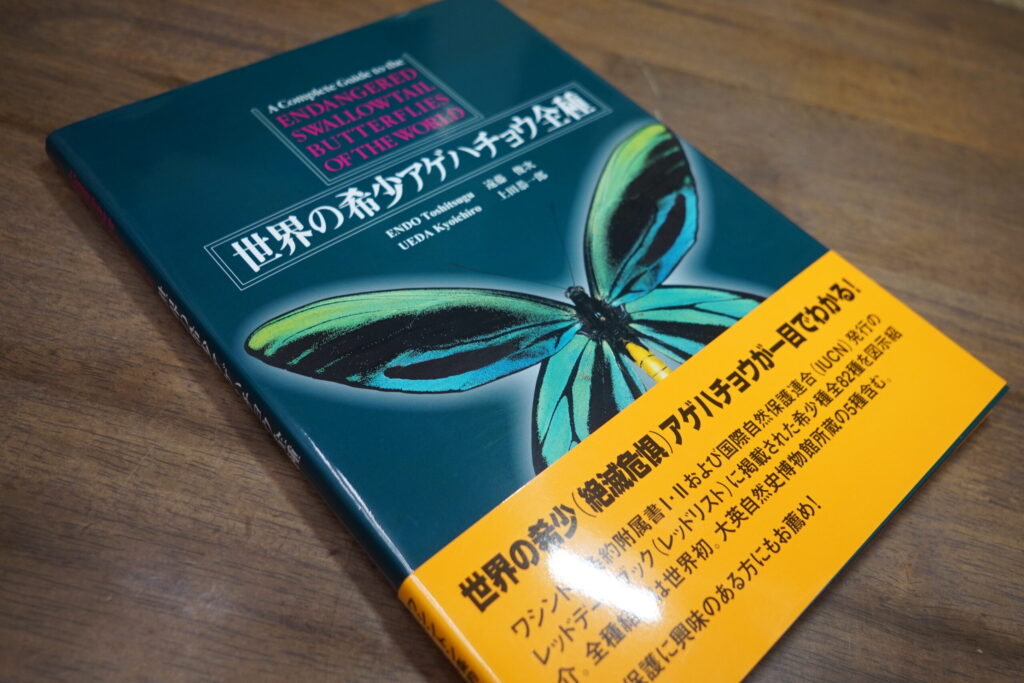 A Complete Guide to the
ENDANGERED
SWALLOWTAIL
BUTTERFLIES
OF THE WORLD
世界の希少アゲハチョウ全種
ENDO Toshitsugu 遠藤 俊次
UEDA Kyoichiro 上田恭一郎
世界の希少(絶滅危惧)アゲハチョウが一目でわかる!
ワシント 約附属書I・IIおよび国際自然保護連合(IUCN)発行の
レッドデー ブック(レッドリスト)に掲載された希少種全82種を図示紹
介。全種 は世界初。大英自然史博物館所蔵の5種含む。
保護に興味のある方にもお薦め!